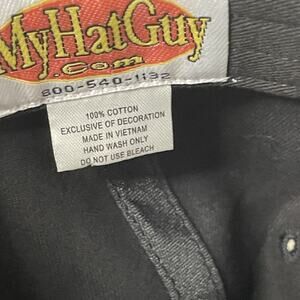 MyHatGuy
.Com
800-540-1132
100% COTTON
EXCLUSIVE OF DECORATION
MADE IN VIETNAM
HAND WASH ONLY
DO NOT USE BLEACH